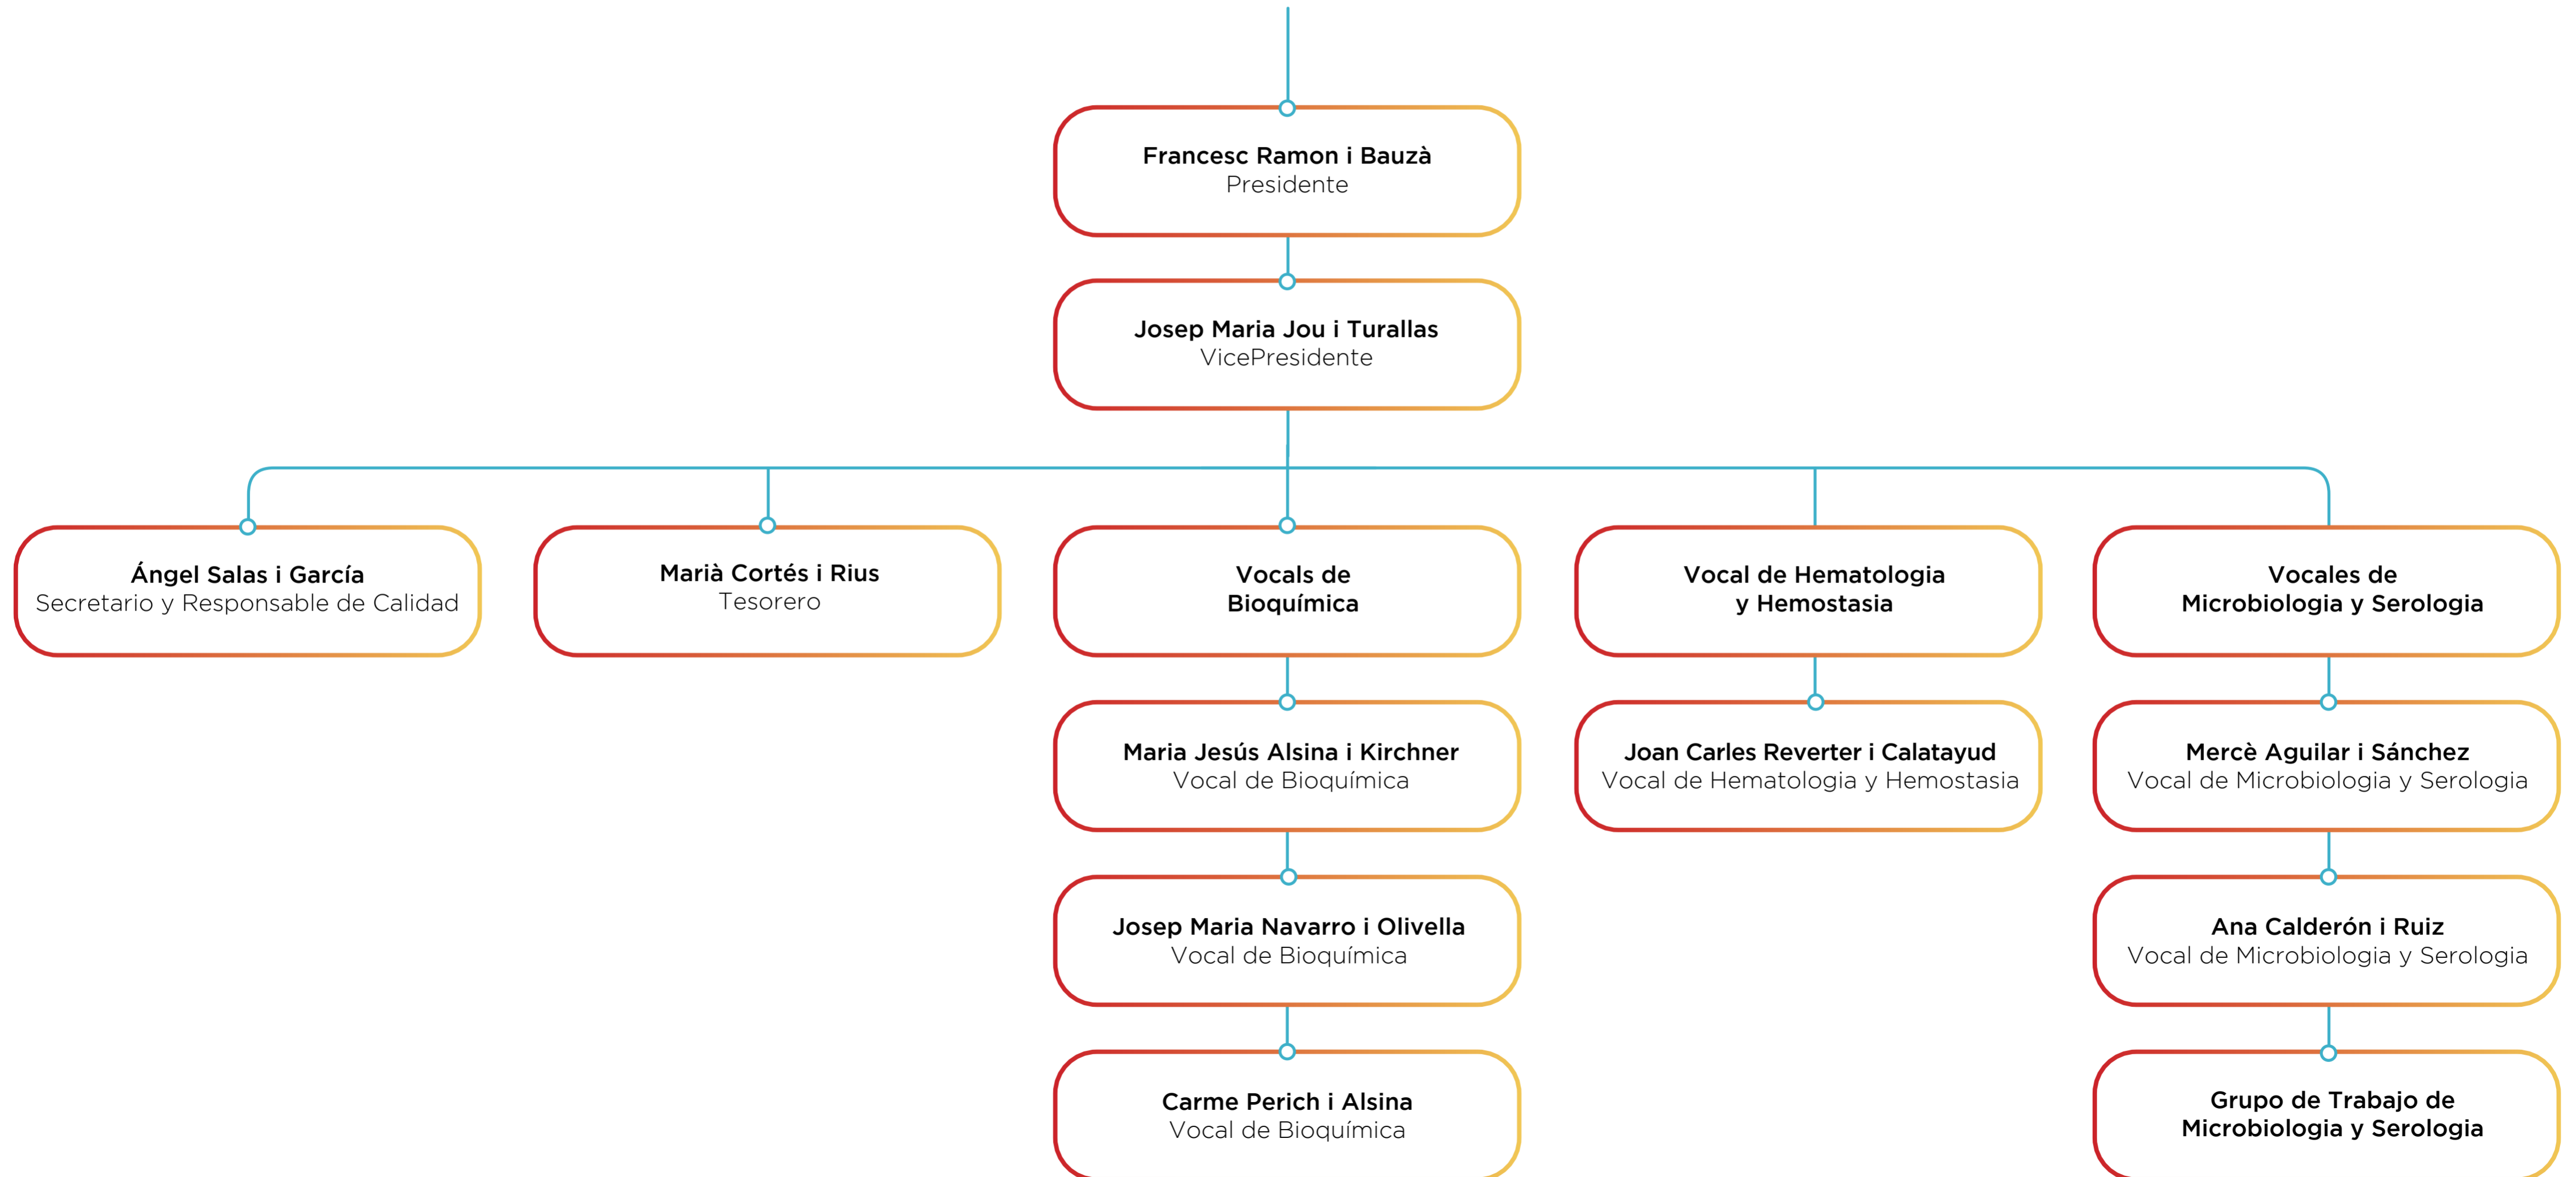 Francesc Ramon i Bauzà
Presidente
Josep Maria Jou i Turallas
VicePresidente
Ángel Salas i García
Secretario y Responsable de Calidad
Marià Cortés i Rius
Tesorero
Vocals de
Bioquímica
Vocal de Hematologia
y Hemostasia
Vocales de
Microbiologia y Serologia
Maria Jesús Alsina i Kirchner
Vocal de Bioquímica
Joan Carles Reverter i Calatayud
Vocal de Hematologia y Hemostasia
Mercè Aguilar i Sánchez
Vocal de Microbiologia y Serologia
Josep Maria Navarro i Olivella
Vocal de Bioquímica
Ana Calderón i Ruiz
Vocal de Microbiologia y Serologia
Carme Perich i Alsina
Vocal de Bioquímica
Grupo de Trabajo de
Microbiologia y Serologia